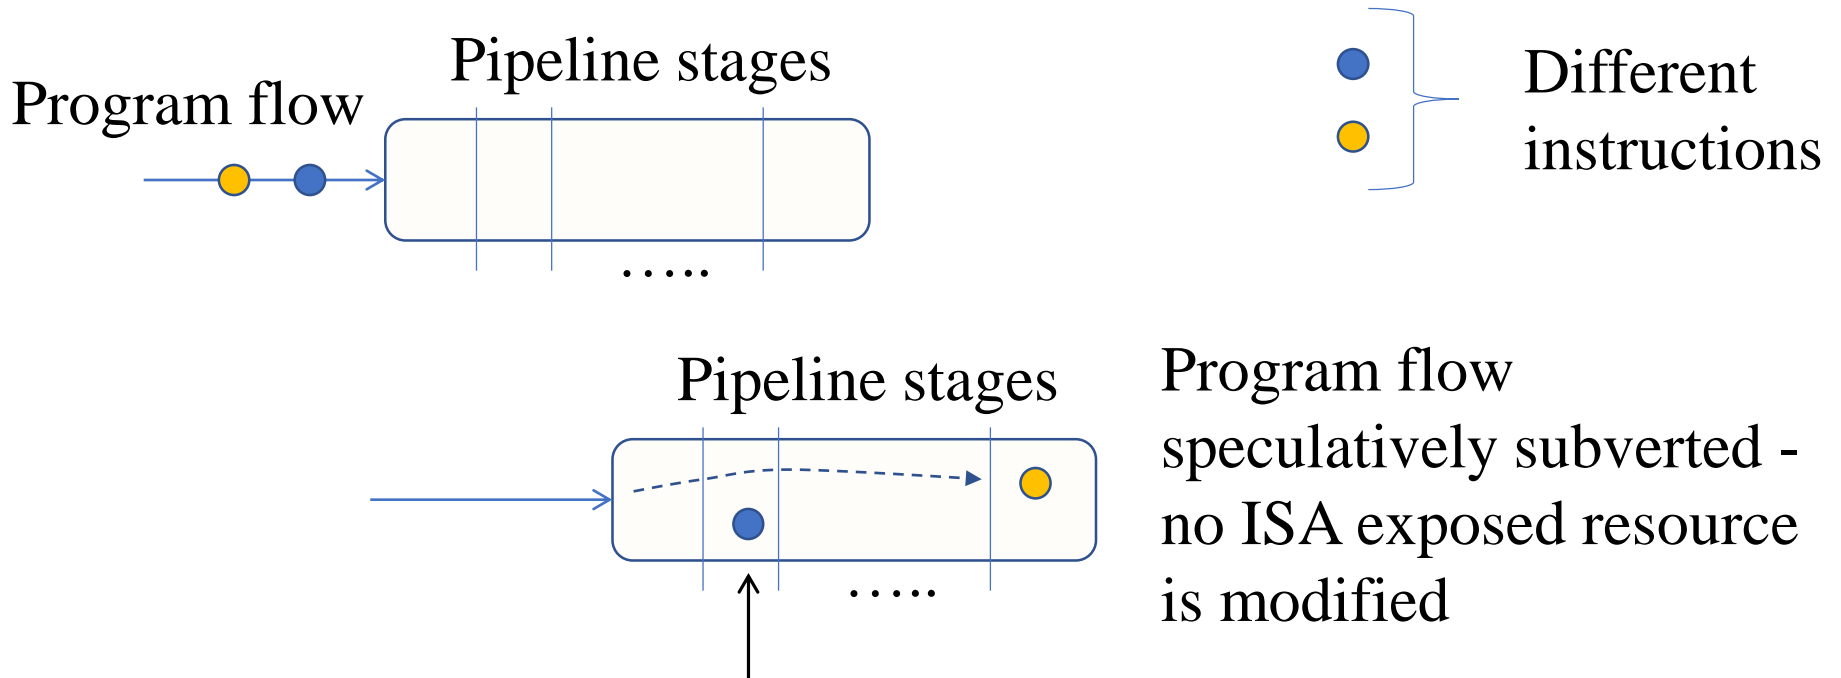 Pipeline stages
Program flow
Different
instructions
.....
Pipeline stages
Program flow
speculatively subverted -
no ISA exposed resource
is modified
.....